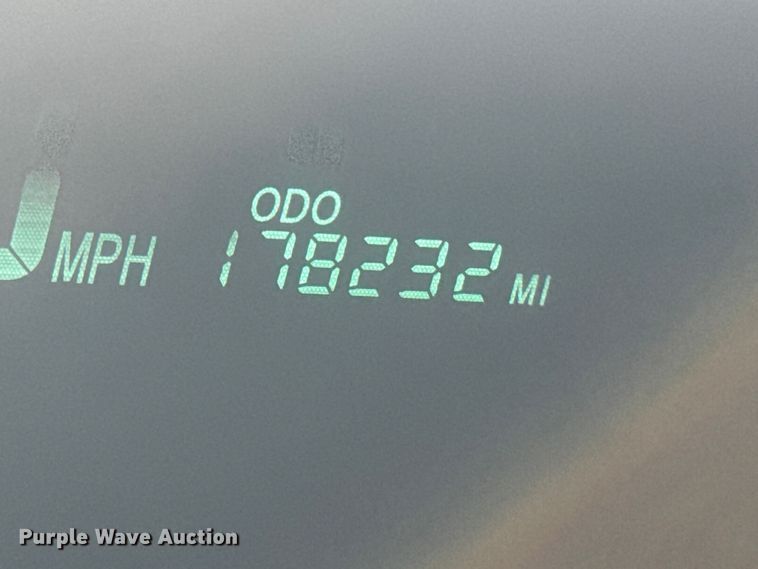 ODO
MPH 178232 MI
Purple Wave Auction